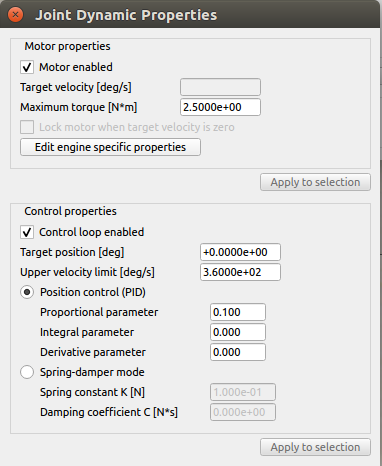 Joint Dynamic Properties
Motor properties
Motor enabled
Target velocity [deg/s]
Maximum torque [N*m] 2.5000e+00
Lock motor when target velocity is zero
Edit engine specific properties
Apply to selection
Control properties
Control loop enabled
Target position [deg] +0.0000e+00
Upper velocity limit [deg/s] 3.6000e+02
Position control (PID)
Proportional parameter 0.100
Integral parameter 0.000
Derivative parameter 0.000
Spring-damper mode
Spring constant K [N] 1.000e-01
Damping coefficient C [N*s] 0.000e+00
Apply to selection